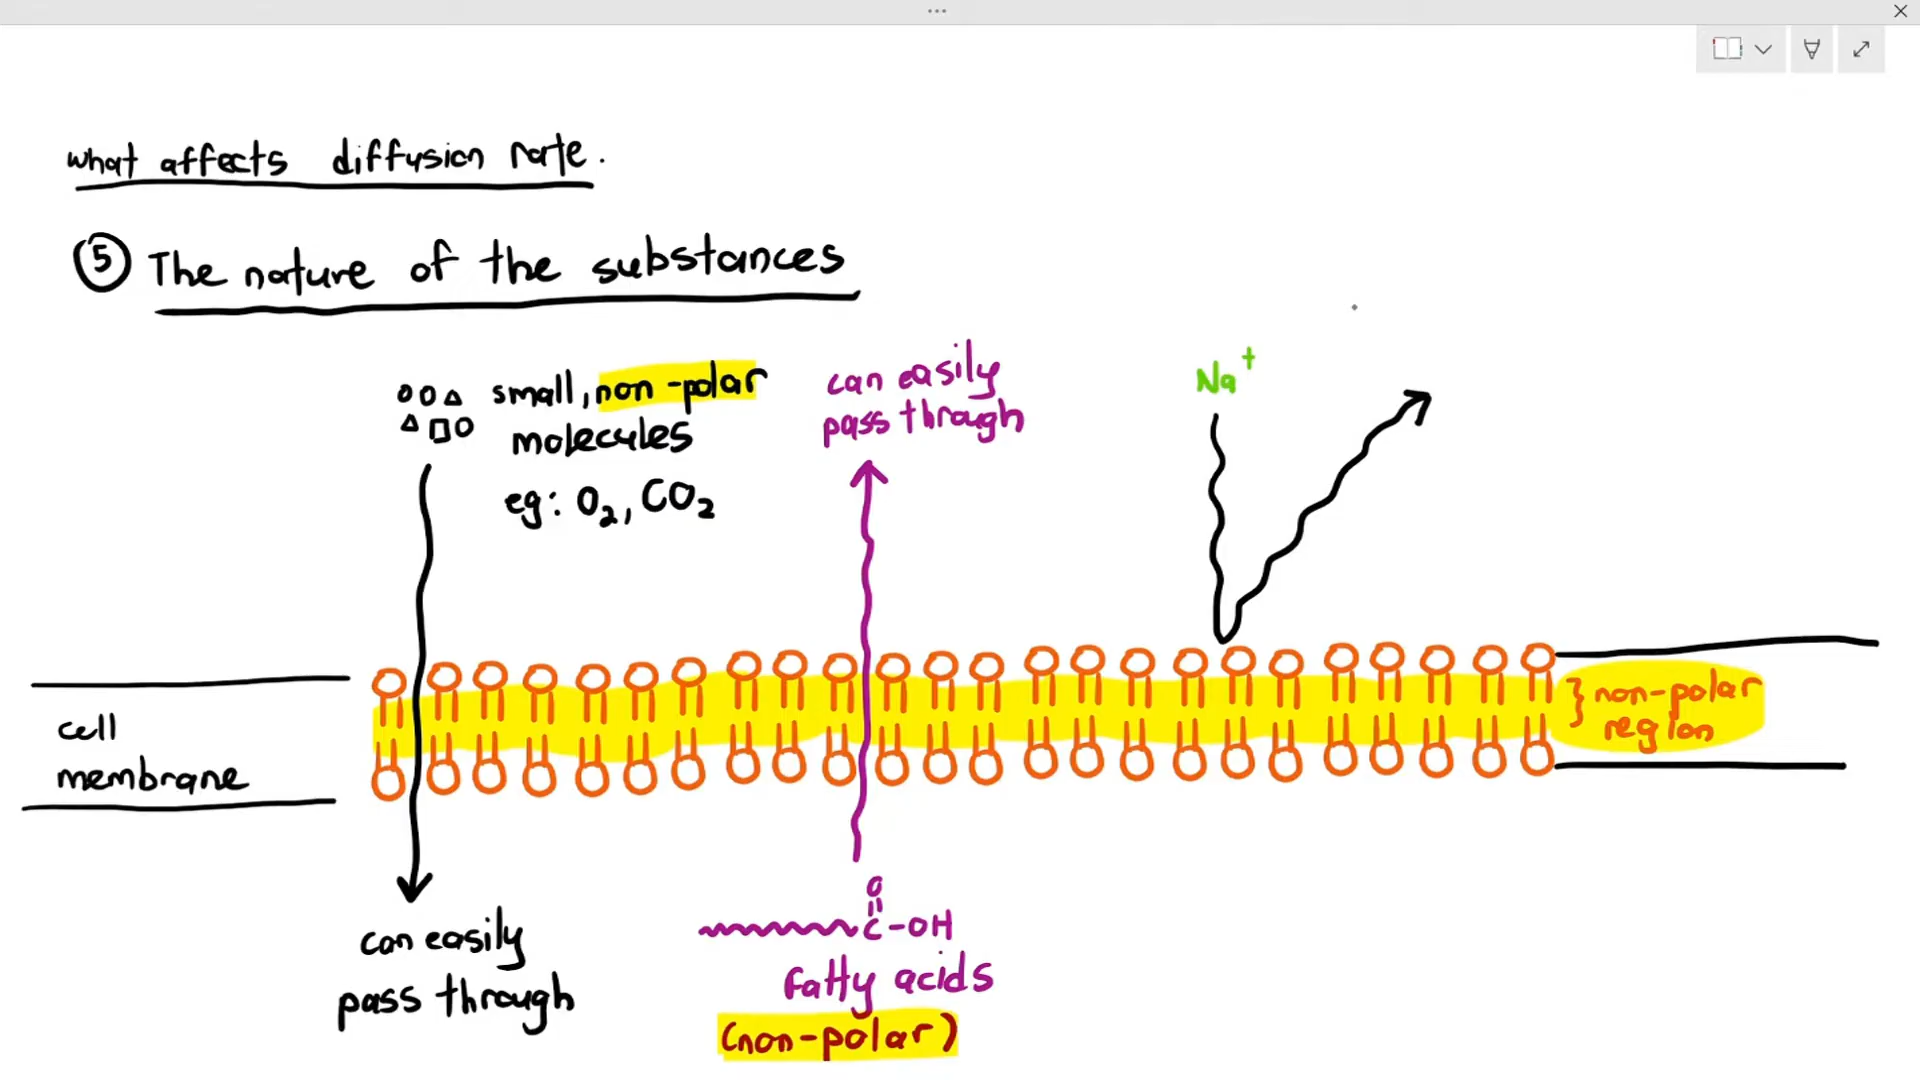 what affects diffusion rate.
⑤ The nature of the substances
small, non-polar
molecules
eg: O₂, CO₂
can easily
pass through
Na⁺
cell
membrane
} non-polar
region
can easily
pass through
O
C-OH
fatty acids
(non-polar)